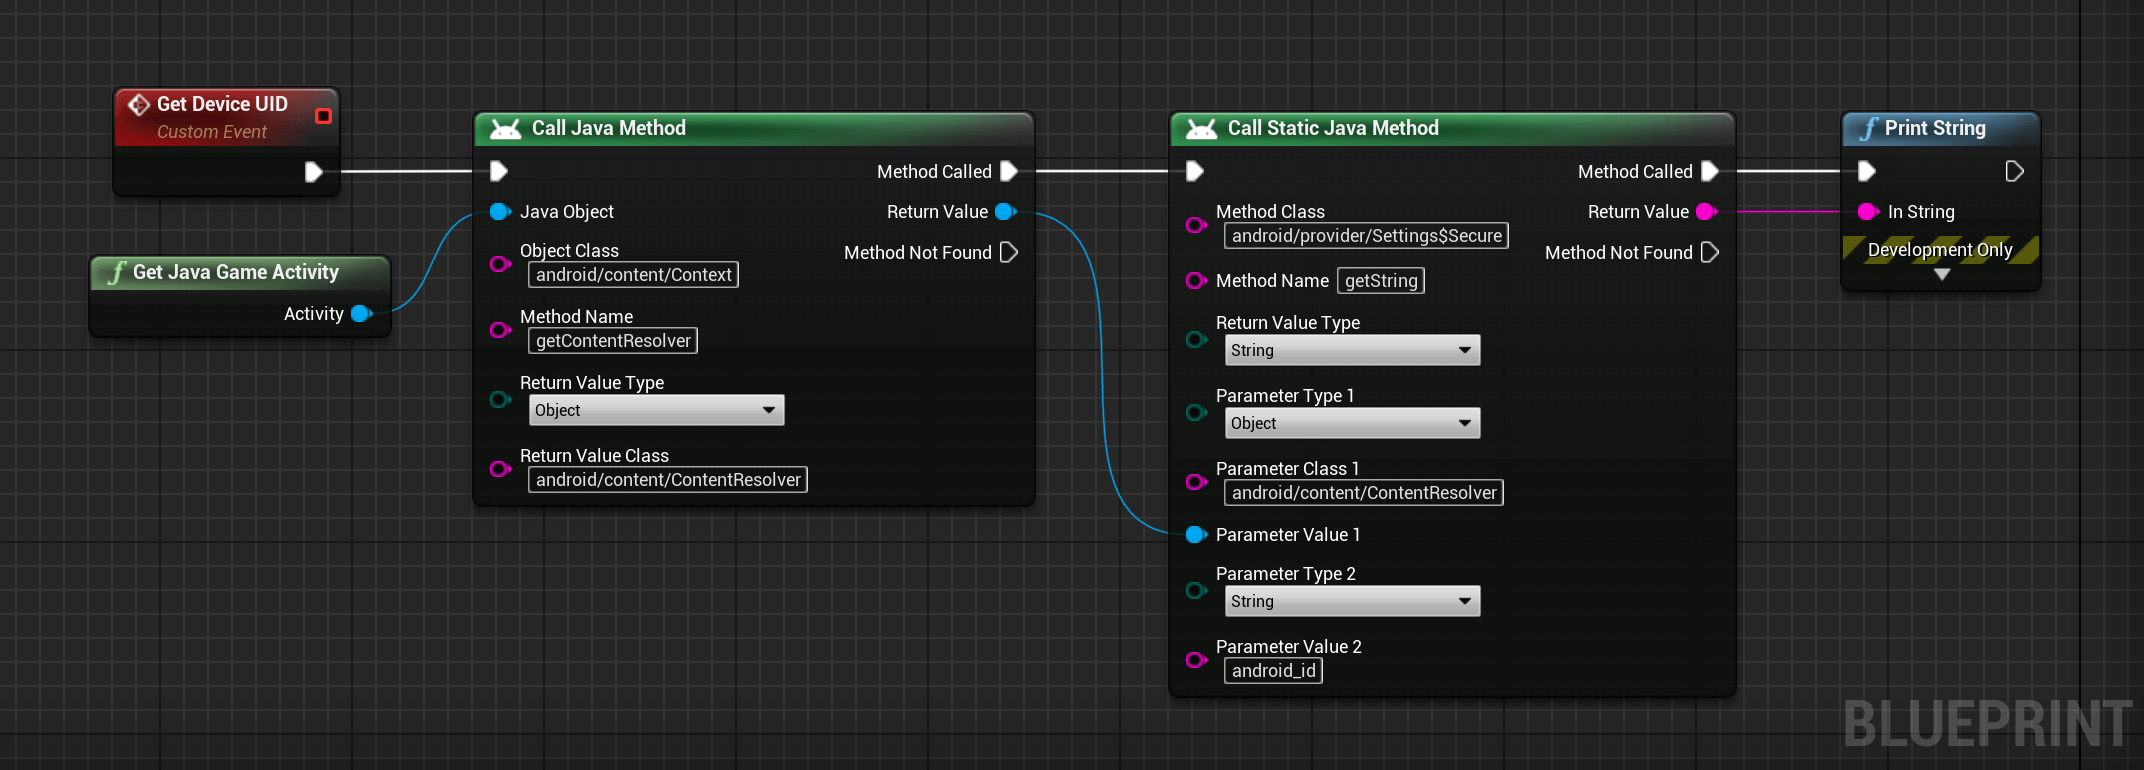 Get Device UID
Custom Event
Get Java Game Activity
Activity
Call Java Method
Method Called
Java Object
Return Value
Object Class
android/content/Context
Method Not Found
Method Name
getContentResolver
Return Value Type
Object
Return Value Class
android/content/ContentResolver
Call Static Java Method
Method Called
Method Class
Return Value
android/provider/Settings$Secure
Method Not Found
Method Name getString
Return Value Type
String
Parameter Type 1
Object
Parameter Class 1
android/content/ContentResolver
Parameter Value 1
Parameter Type 2
String
Parameter Value 2
android_id
Print String
In String
Development Only
BLUEPRINT